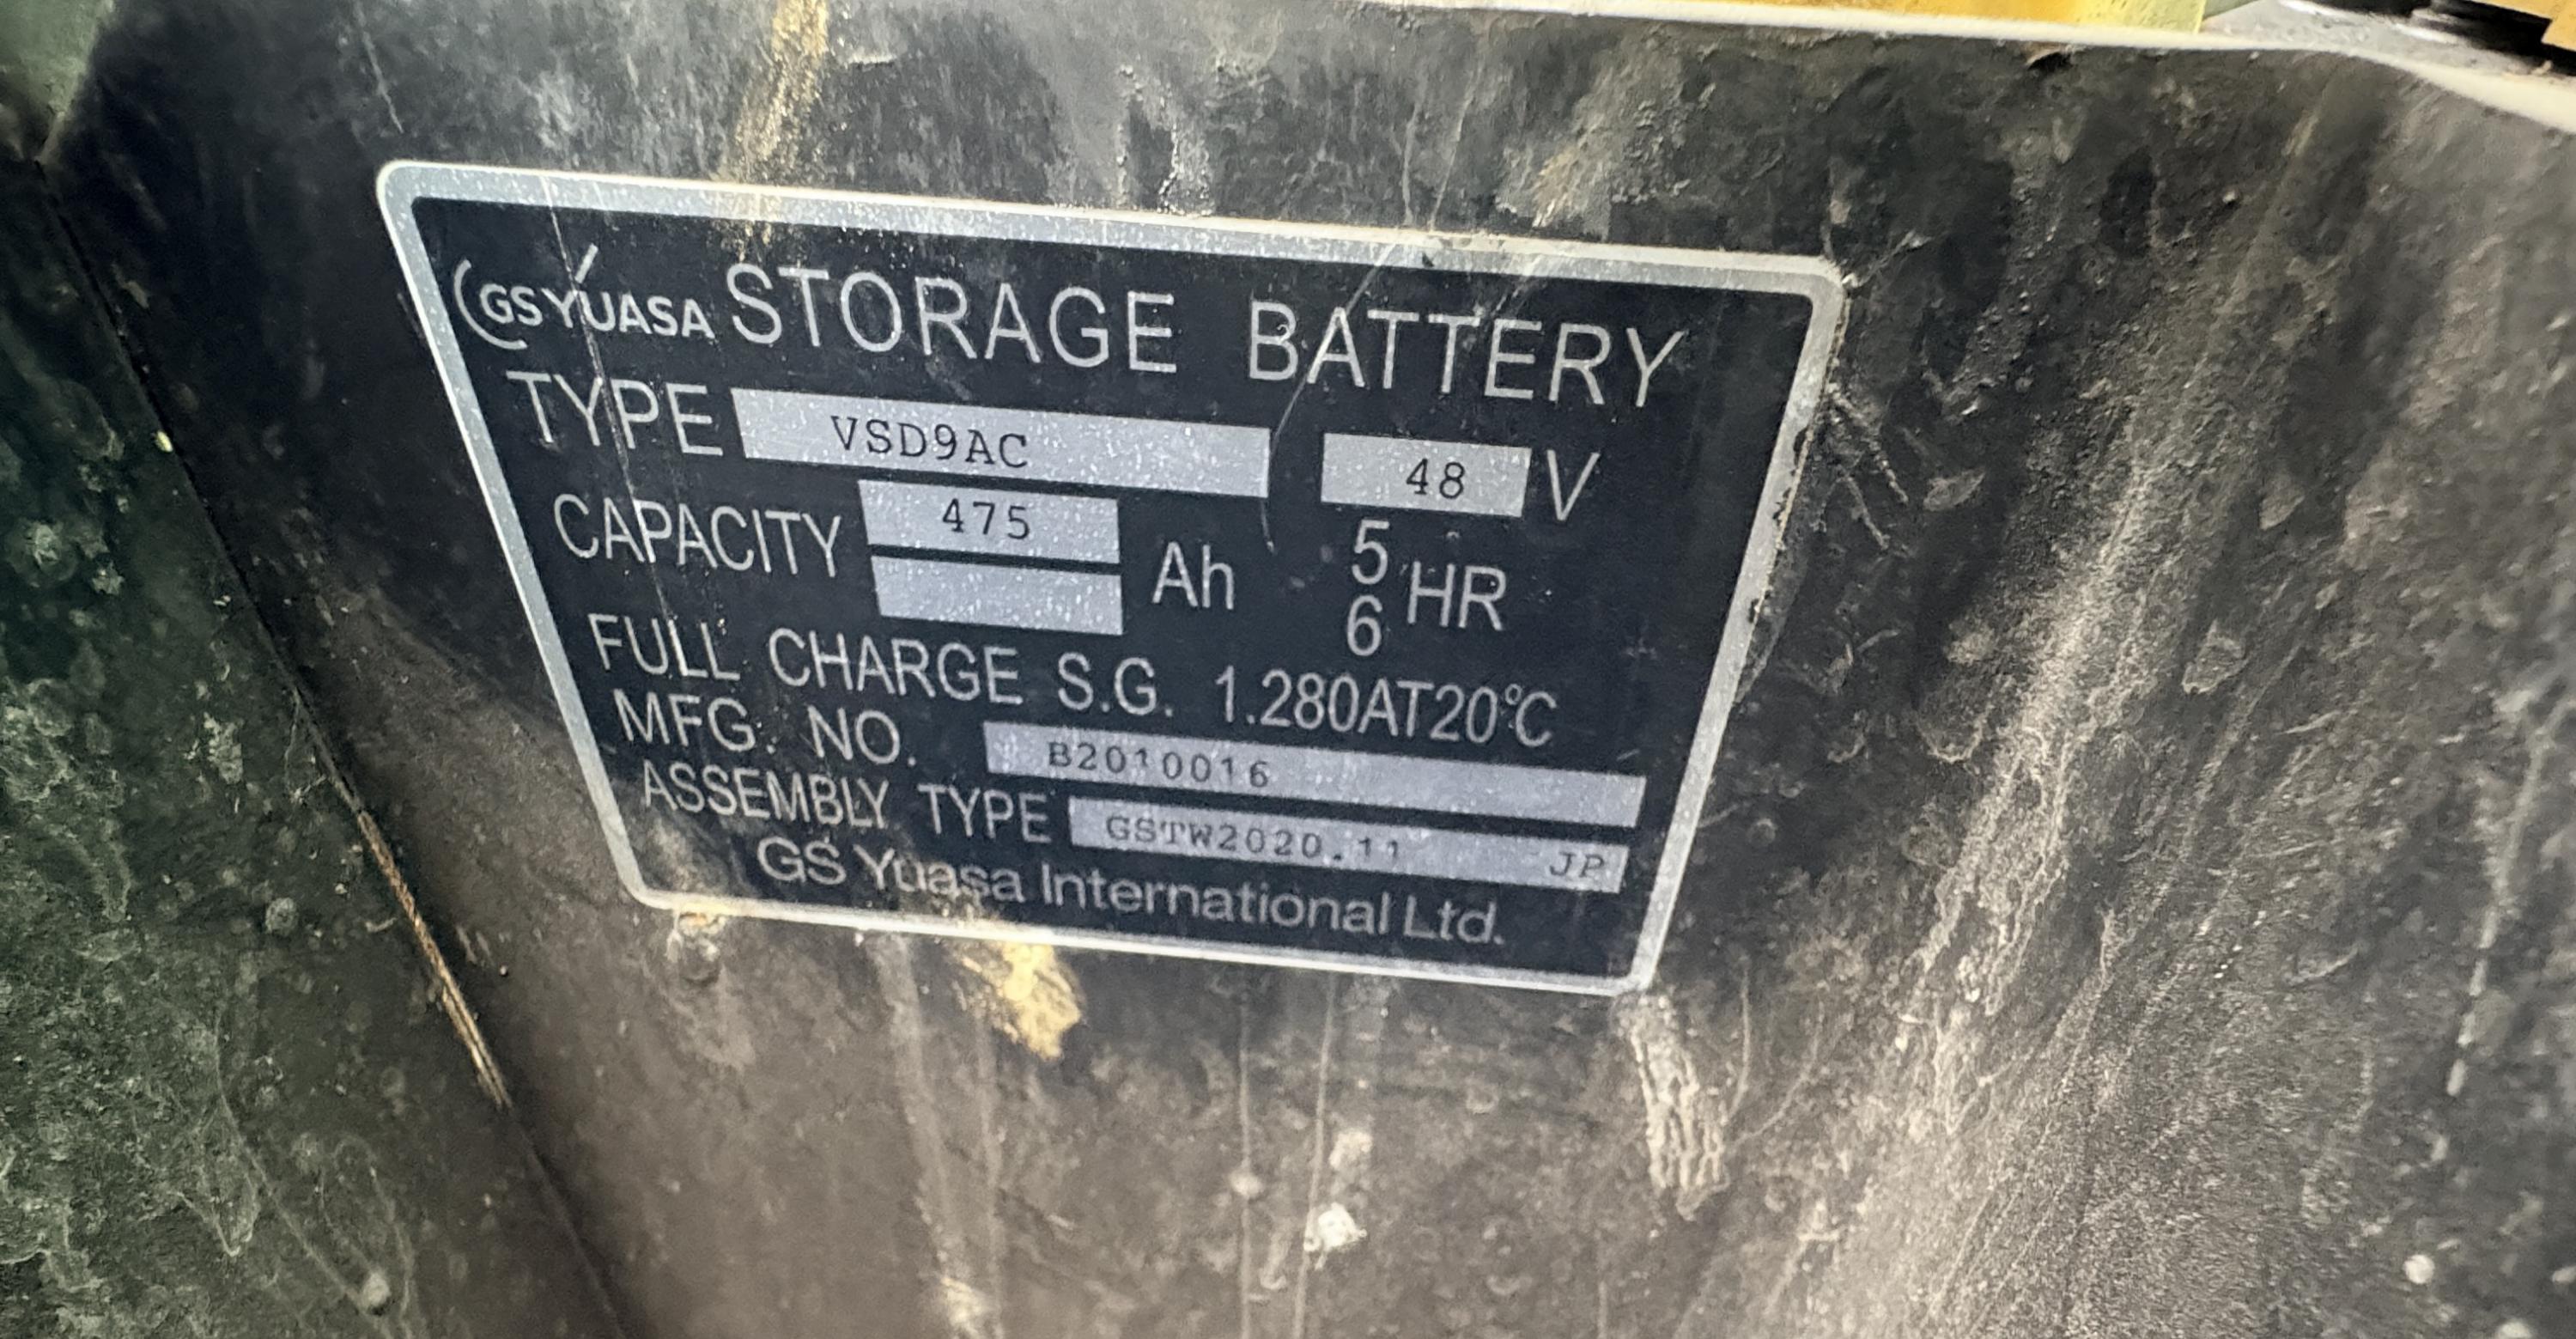 GS YUASA STORAGE BATTERY
TYPE VSD9AC 48 V
CAPACITY 475 Ah 5 HR
6
FULL CHARGE S.G. 1.280AT20°C
MFG. NO. B2010016
ASSEMBLY TYPE GSTW2020.11 JP
GS Yuasa International Ltd.